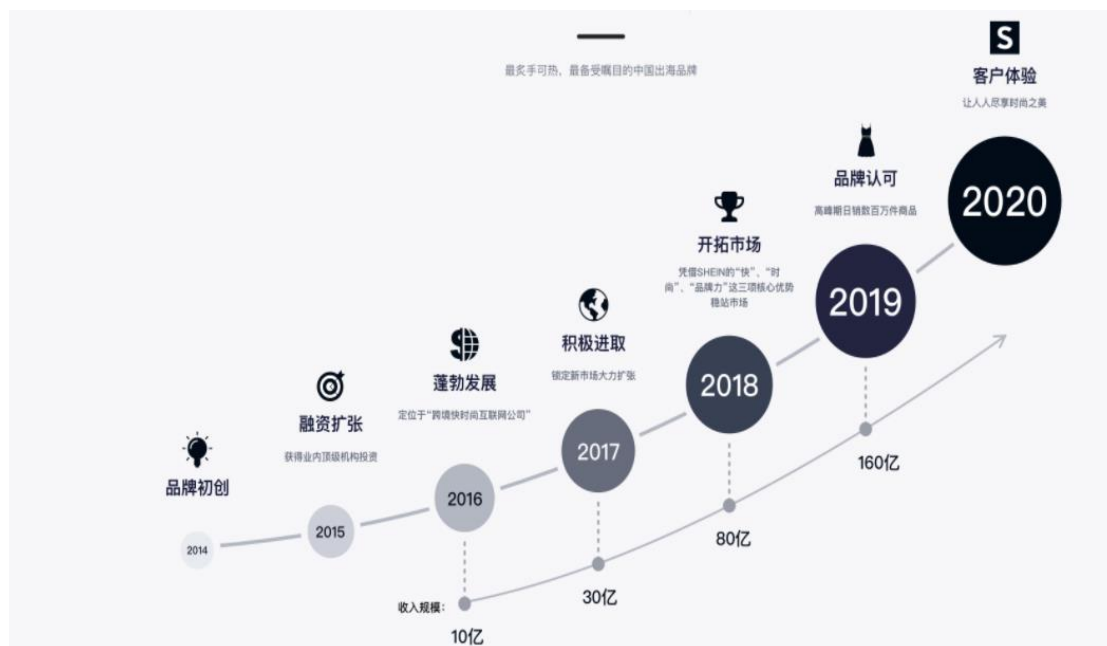 最炙手可热，最备受瞩目的中国出海品牌
S
客户体验
让人人尽享时尚之美
2020
品牌认可
高峰期日销数百万件商品
2019
开拓市场
凭借SHEIN的“快”、“时
尚”、“品牌力”这三项核心优势
稳站市场
2018
积极进取
锁定新市场大力扩张
2017
蓬勃发展
定位于“跨境快时尚互联网公司”
2016
融资扩张
获得业内顶级机构投资
2015
品牌初创
2014
收入规模：
10亿
30亿
80亿
160亿